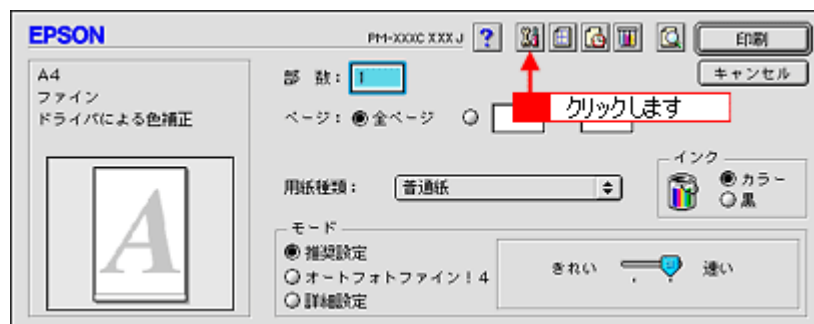 EPSON
PM-XXXC XXX J ?
印刷
キャンセル
A4
ファイン
ドライバによる色補正
A
部 数： 1
クリックします
ページ： 全ページ
用紙種類： 普通紙
インク
カラー
黒
モード
推奨設定
オートフォトファイン！4
詳細設定
きれい 速い